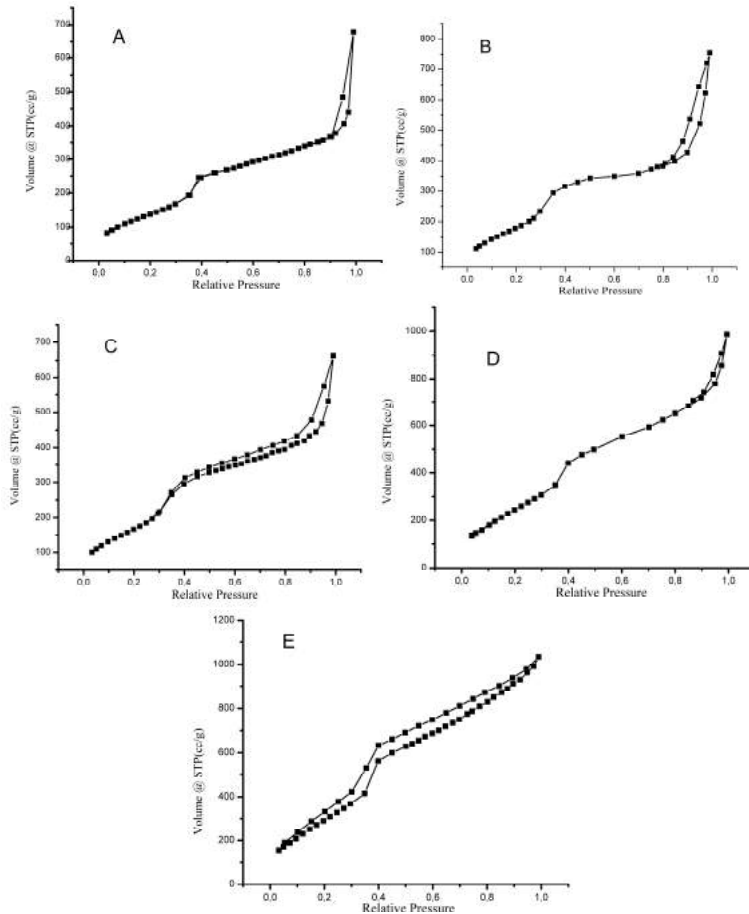 A
Volume @ STP(cc/g)
700
600
500
400
300
200
100
0
0,0 0,2 0,4 0,6 0,8 1,0
Relative Pressure
B
Volume @ STP(cc/g)
800
700
600
500
400
300
200
100
0,0 0,2 0,4 0,6 0,8 1,0
Relative Pressure
C
Volume @ STP(cc/g)
700
600
500
400
300
200
100
0,0 0,2 0,4 0,6 0,8 1,0
Relative Pressure
D
Volume @ STP(cc/g)
1000
800
600
400
200
0
0,0 0,2 0,4 0,6 0,8 1,0
Relative Pressure
E
Volume @ STP(cc/g)
1200
1000
800
600
400
200
0
0,0 0,2 0,4 0,6 0,8 1,0
Relative Pressure